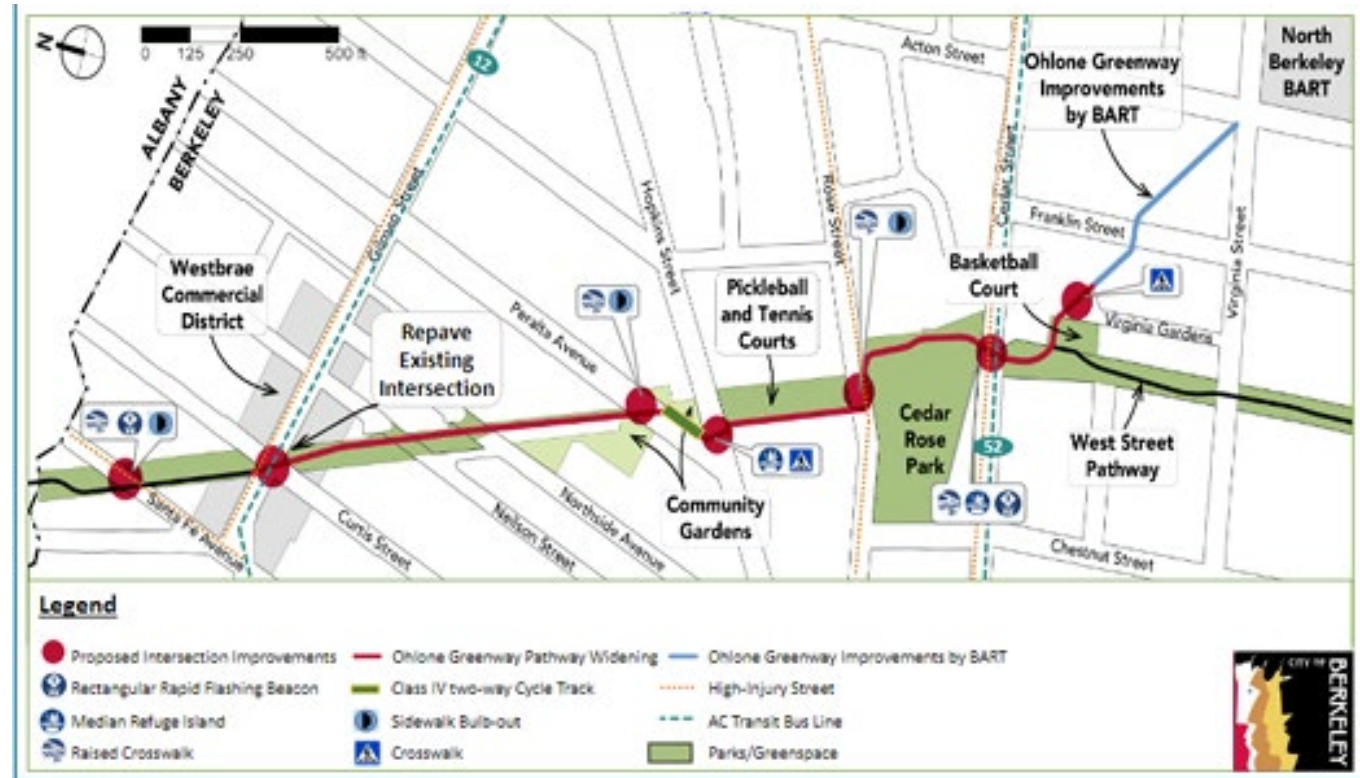 N
0 125 250 500 ft
ALBANY
BERKELEY
12
Gilman Street
Acton Street
North
Berkeley
BART
Ohlone Greenway
Improvements
by BART
Westbrae
Commercial
District
Hopkins Street
Rose Street
Cedar Street
Franklin Street
Virginia Street
Peralta Avenue
Repave
Existing
Intersection
Pickleball
and Tennis
Courts
Basketball
Court
Virginia Gardens
Cedar
Rose
Park
52
West Street
Pathway
Community
Gardens
Santa Fe Avenue
Curtis Street
Neilson Street
Northside Avenue
Chestnut Street
Legend
Proposed Intersection Improvements
Ohlone Greenway Pathway Widening
Ohlone Greenway Improvements by BART
Rectangular Rapid Flashing Beacon
Class IV two-way Cycle Track
High-Injury Street
Median Refuge Island
Sidewalk Bulb-out
AC Transit Bus Line
Raised Crosswalk
Crosswalk
Parks/Greenspace
CITY OF
BERKELEY